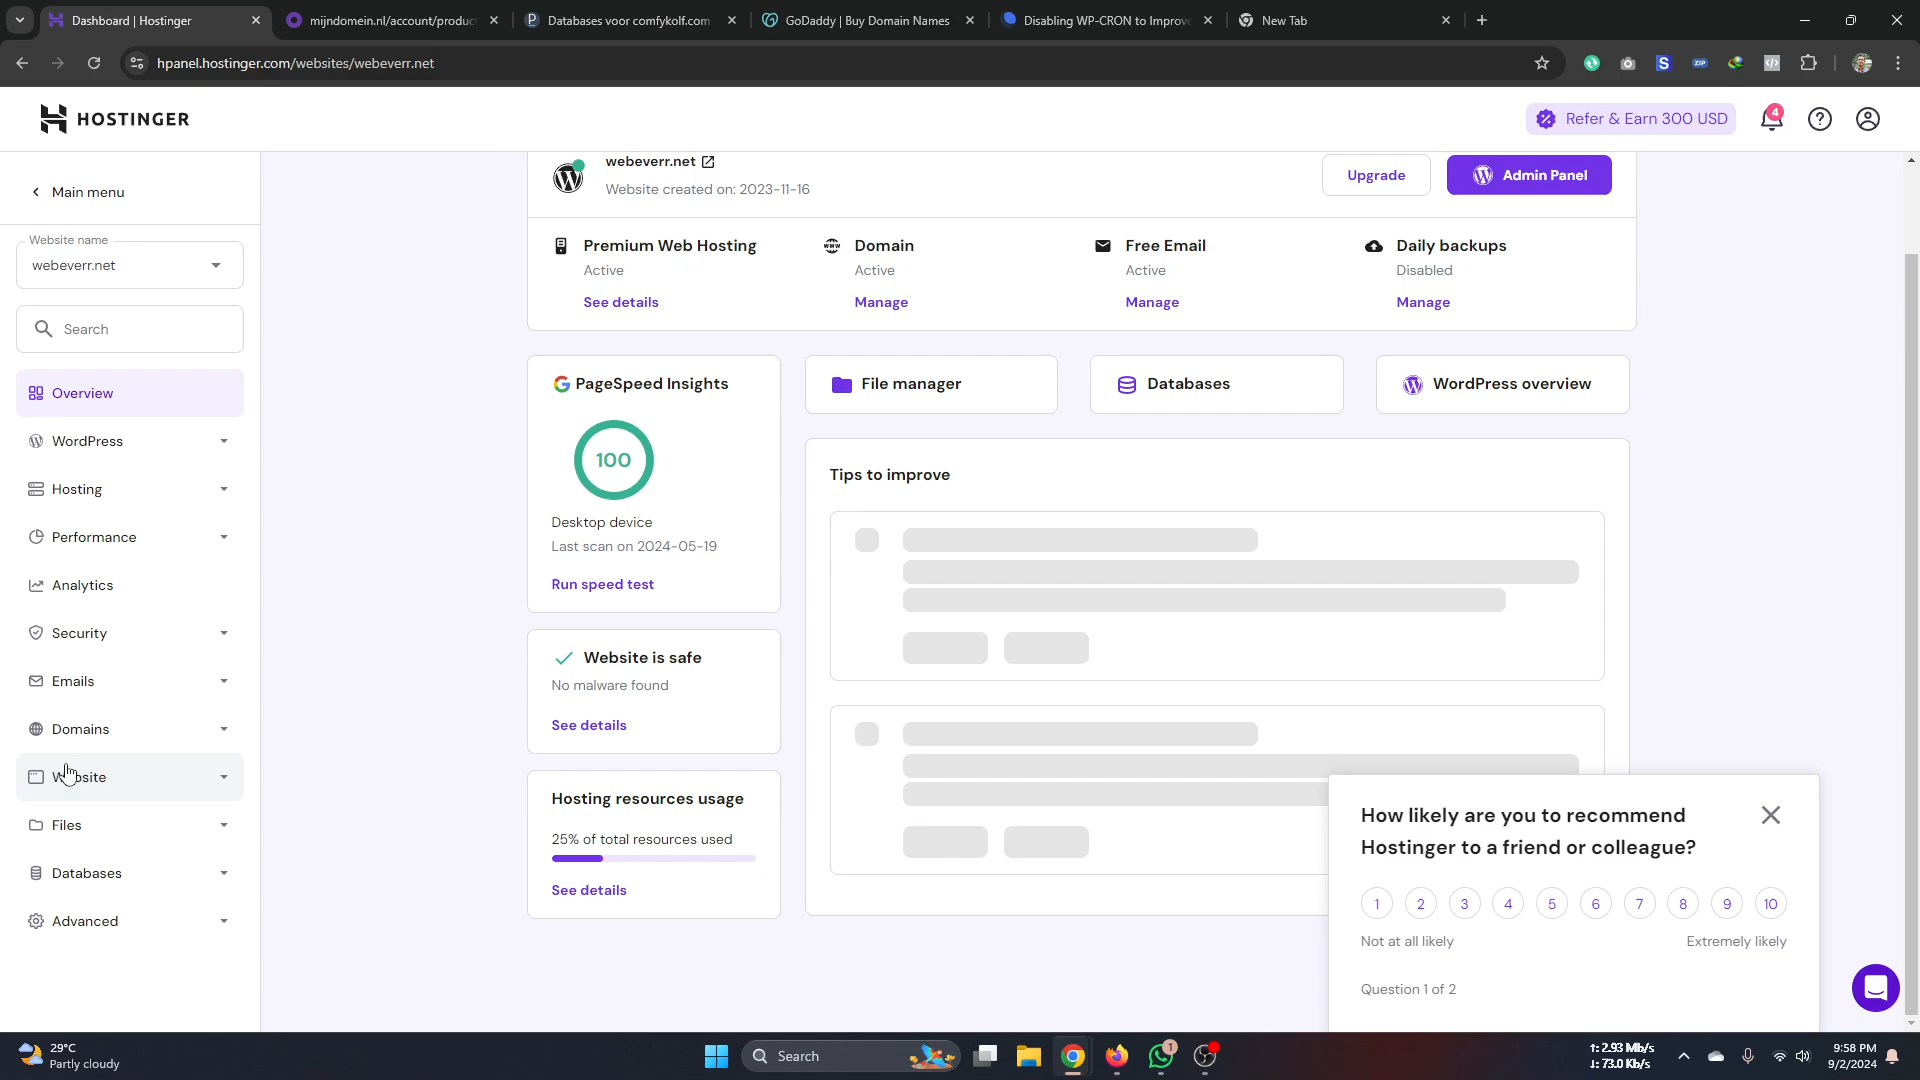 Dashboard | Hostinger
mijndomein.nl/account/produc
Databases voor comfykolf.com
GoDaddy | Buy Domain Names
Disabling WP-CRON to Improve
New Tab
hpanel.hostinger.com/websites/webeverr.net
HOSTINGER
Refer & Earn 300 USD
4
Main menu
Website name
webeverr.net
Search
Overview
WordPress
Hosting
Performance
Analytics
Security
Emails
Domains
Website
Files
Databases
Advanced
webeverr.net
Website created on: 2023-11-16
Upgrade
Admin Panel
Premium Web Hosting
Active
See details
Domain
Active
Manage
Free Email
Active
Manage
Daily backups
Disabled
Manage
PageSpeed Insights
100
Desktop device
Last scan on 2024-05-19
Run speed test
File manager
Databases
WordPress overview
Tips to improve
Website is safe
No malware found
See details
Hosting resources usage
25% of total resources used
See details
How likely are you to recommend
Hostinger to a friend or colleague?
1 2 3 4 5 6 7 8 9 10
Not at all likely
Extremely likely
Question 1 of 2
29°C
Partly cloudy
Search
1
↑: 2.93 Mb/s
↓: 73.0 Kb/s
9:58 PM
9/2/2024